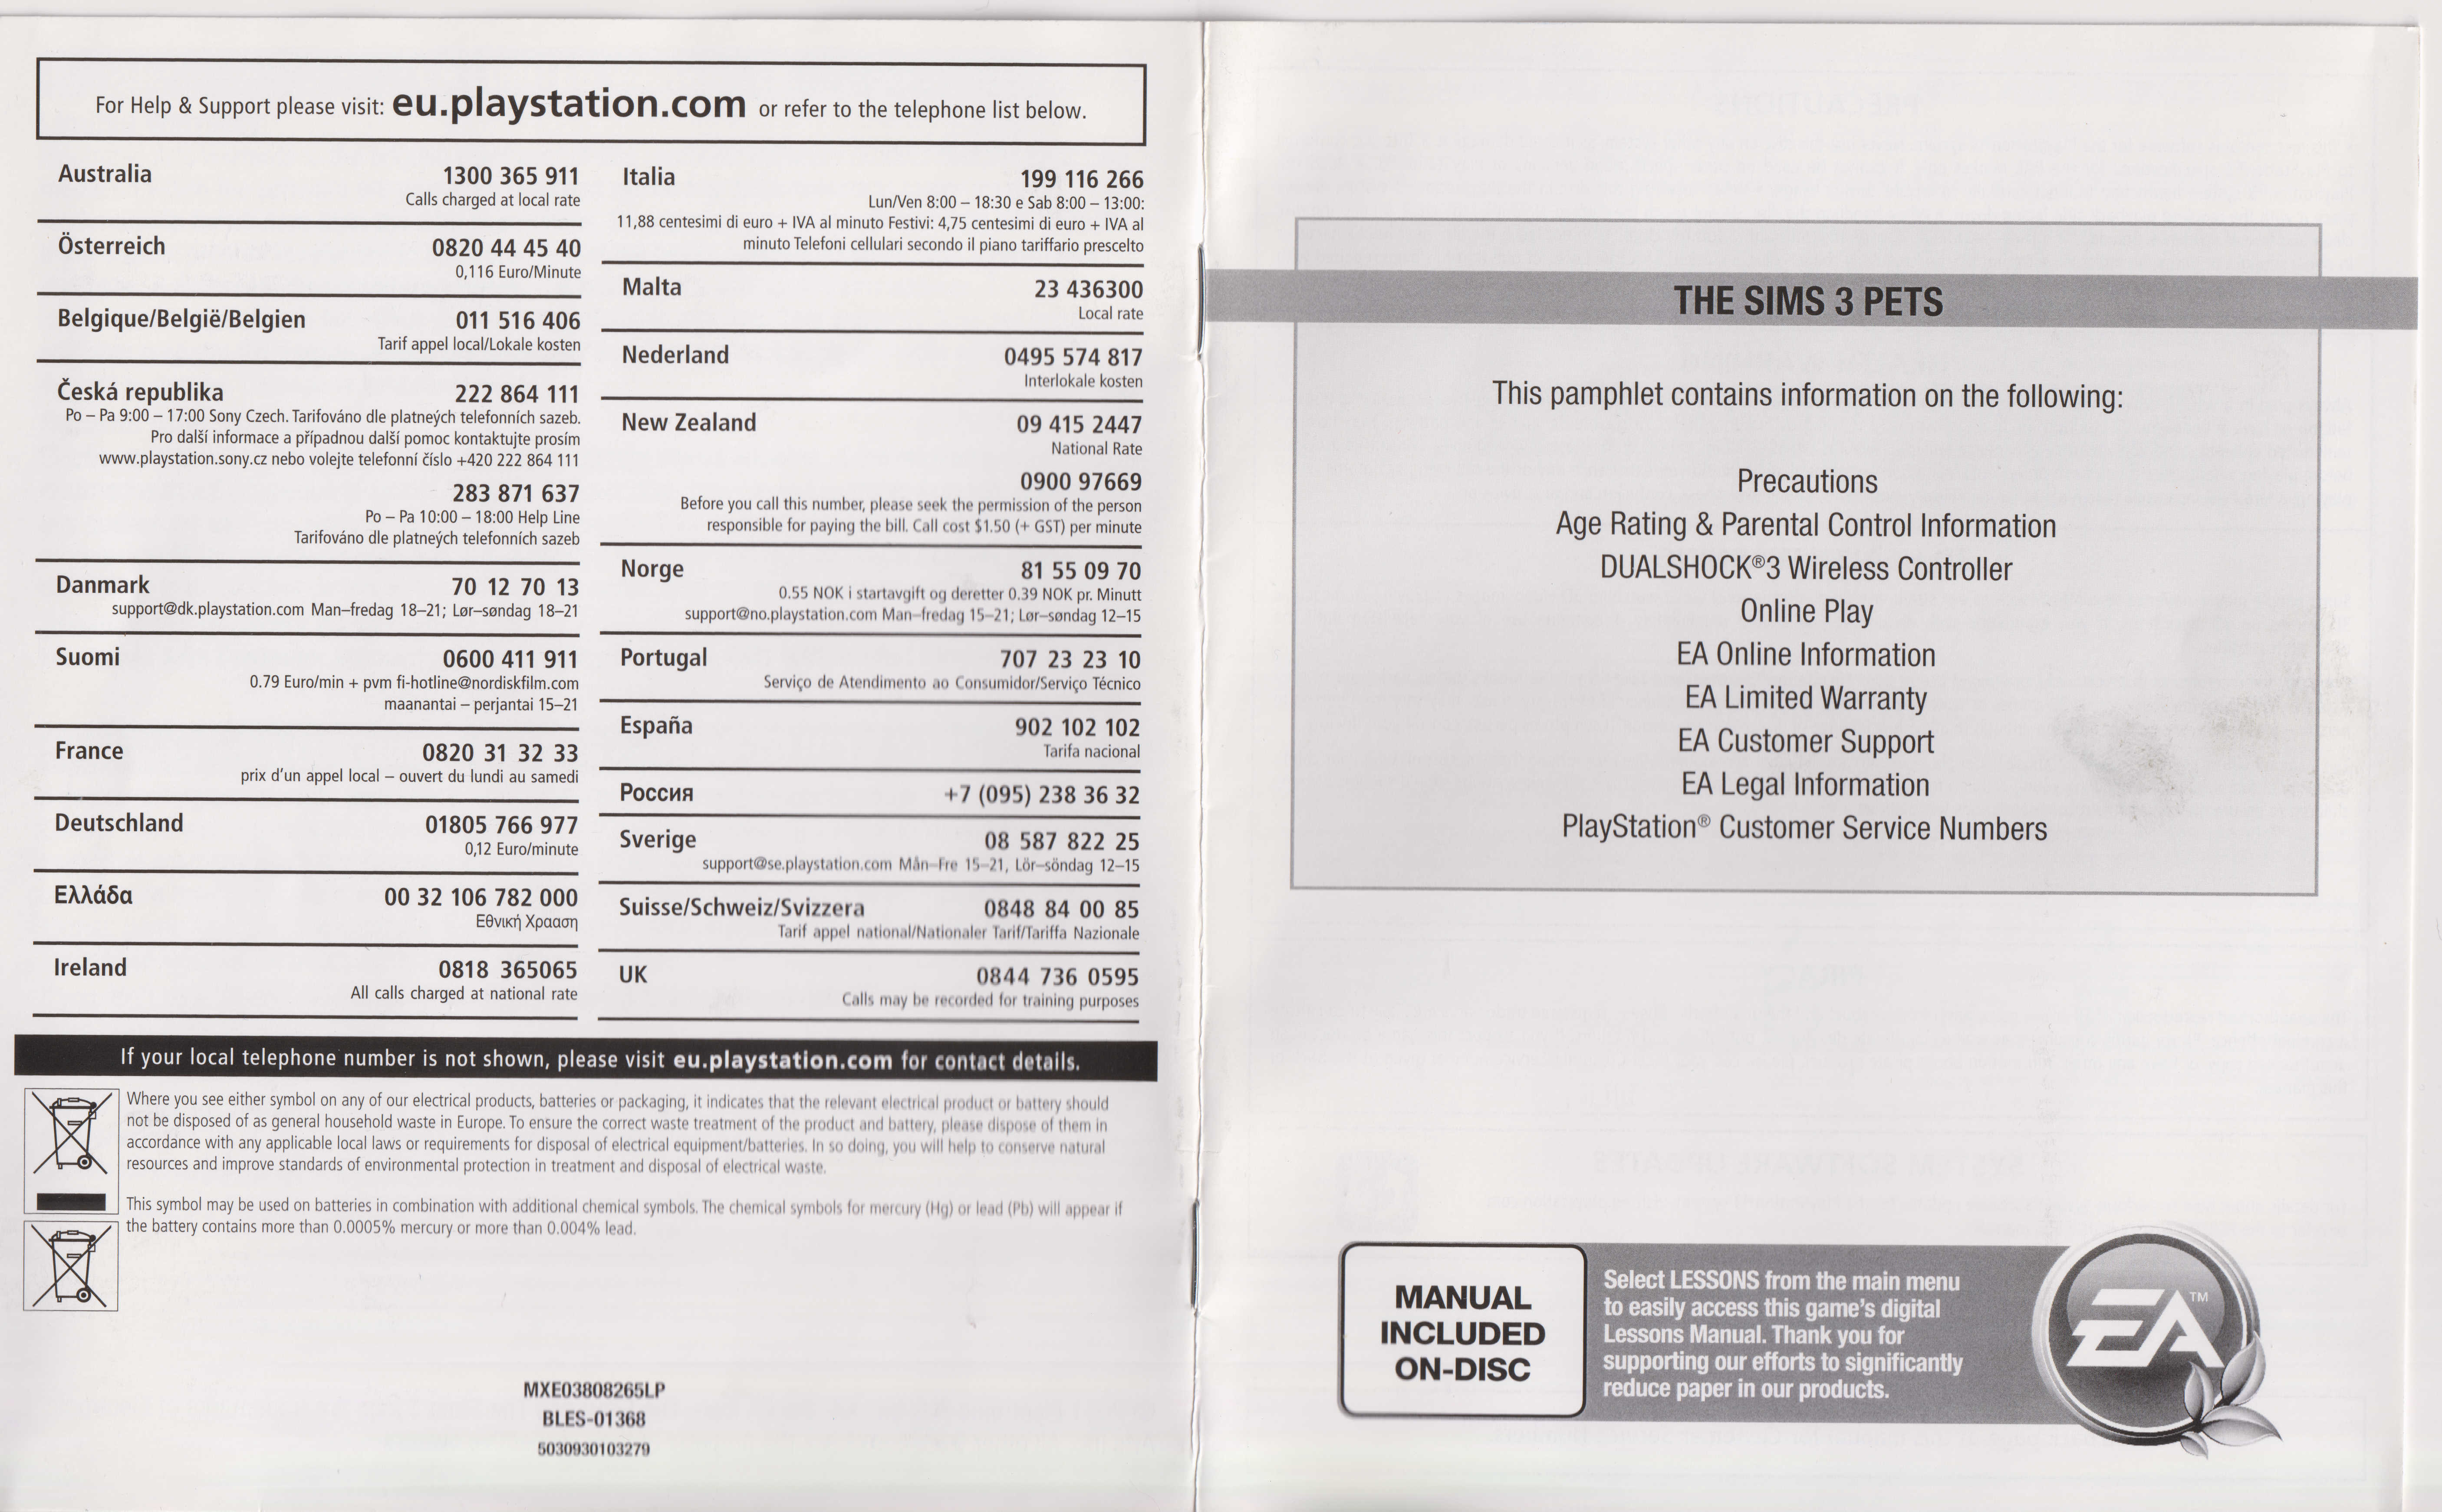 For Help & Support please visit: eu.playstation.com or refer to the telephone list below.
Australia 1300 365 911
Calls charged at local rate
Österreich 0820 44 45 40
0,116 Euro/Minute
Belgique/België/Belgien 011 516 406
Tarif appel local/Lokale kosten
Česká republika 222 864 111
Po – Pa 9:00 – 17:00 Sony Czech. Tarifováno dle platneých telefonních sazeb.
Pro další informace a případnou další pomoc kontaktujte prosím
www.playstation.sony.cz nebo volejte telefonní číslo +420 222 864 111
283 871 637
Po – Pa 10:00 – 18:00 Help Line
Tarifováno dle platneých telefonních sazeb
Danmark 70 12 70 13
support@dk.playstation.com Man–fredag 18–21; Lør–søndag 18–21
Suomi 0600 411 911
0.79 Euro/min + pvm fi-hotline@nordiskfilm.com
maanantai – perjantai 15–21
France 0820 31 32 33
prix d'un appel local – ouvert du lundi au samedi
Deutschland 01805 766 977
0,12 Euro/minute
Ελλάδα 00 32 106 782 000
Εθνική Χρααση
Ireland 0818 365065
All calls charged at national rate
Italia 199 116 266
Lun/Ven 8:00 – 18:30 e Sab 8:00 – 13:00:
11,88 centesimi di euro + IVA al minuto Festivi: 4,75 centesimi di euro + IVA al
minuto Telefoni cellulari secondo il piano tariffario prescelto
Malta 23 436300
Local rate
Nederland 0495 574 817
Interlokale kosten
New Zealand 09 415 2447
National Rate
0900 97669
Before you call this number, please seek the permission of the person
responsible for paying the bill. Call cost $1.50 (+ GST) per minute
Norge 81 55 09 70
0.55 NOK i startavgift og deretter 0.39 NOK pr. Minutt
support@no.playstation.com Man–fredag 15–21; Lør–søndag 12–15
Portugal 707 23 23 10
Serviço de Atendimento ao Consumidor/Serviço Técnico
España 902 102 102
Tarifa nacional
Россия +7 (095) 238 36 32
Sverige 08 587 822 25
support@se.playstation.com Mån–Fre 15–21, Lör–söndag 12–15
Suisse/Schweiz/Svizzera 0848 84 00 85
Tarif appel national/Nationaler Tarif/Tariffa Nazionale
UK 0844 736 0595
Calls may be recorded for training purposes
If your local telephone number is not shown, please visit eu.playstation.com for contact details.
Where you see either symbol on any of our electrical products, batteries or packaging, it indicates that the relevant electrical product or battery should
not be disposed of as general household waste in Europe. To ensure the correct waste treatment of the product and battery, please dispose of them in
accordance with any applicable local laws or requirements for disposal of electrical equipment/batteries. In so doing, you will help to conserve natural
resources and improve standards of environmental protection in treatment and disposal of electrical waste.
This symbol may be used on batteries in combination with additional chemical symbols. The chemical symbols for mercury (Hg) or lead (Pb) will appear if
the battery contains more than 0.0005% mercury or more than 0.004% lead.
MXE03808265LP
BLES-01368
5030930103279
THE SIMS 3 PETS
This pamphlet contains information on the following:
Precautions
Age Rating & Parental Control Information
DUALSHOCK®3 Wireless Controller
Online Play
EA Online Information
EA Limited Warranty
EA Customer Support
EA Legal Information
PlayStation® Customer Service Numbers
MANUAL
INCLUDED
ON-DISC
Select LESSONS from the main menu
to easily access this game's digital
Lessons Manual. Thank you for
supporting our efforts to significantly
reduce paper in our products.
EA™